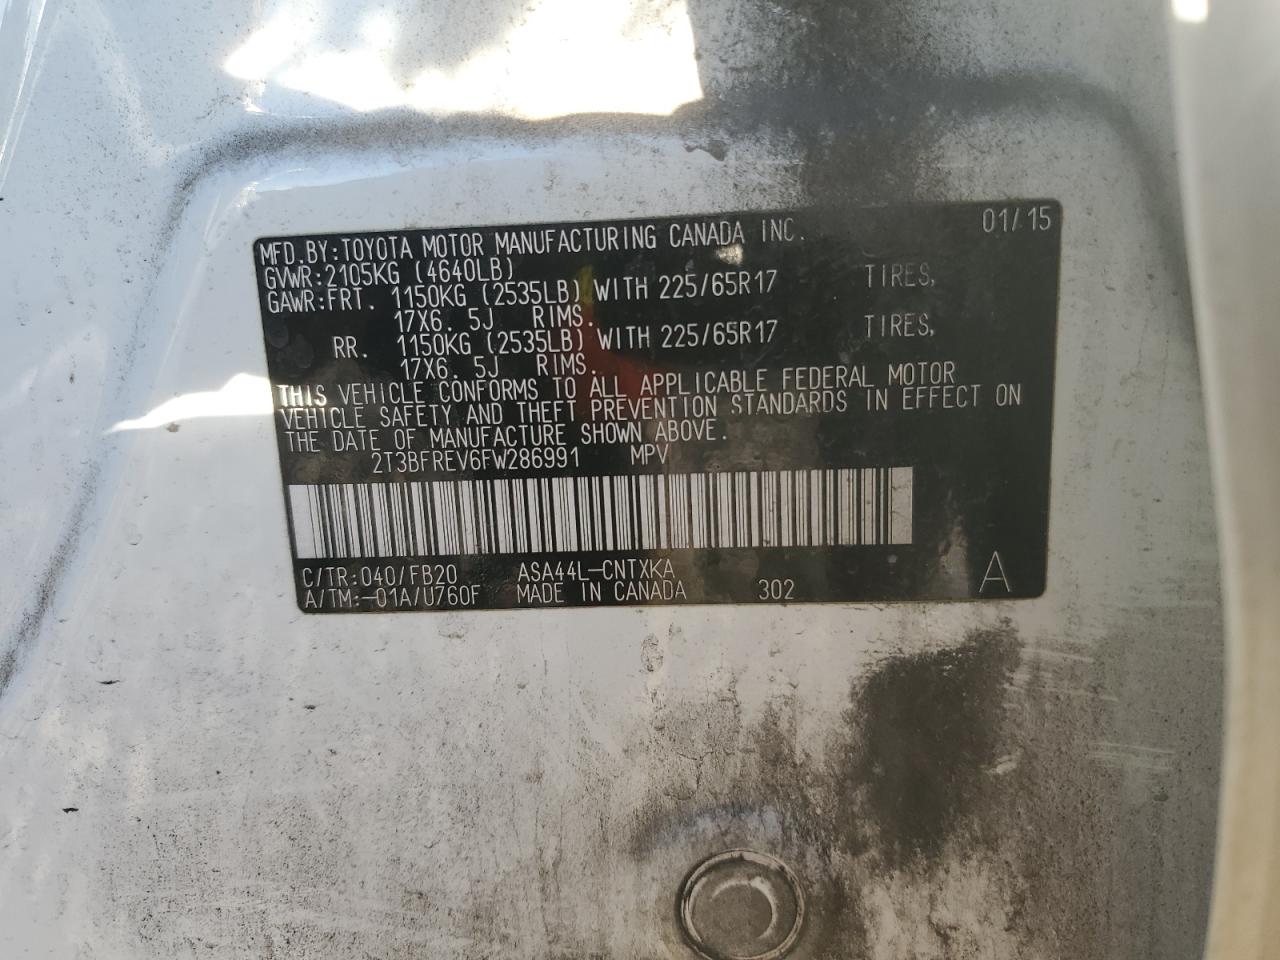 MFD.BY:TOYOTA MOTOR MANUFACTURING CANADA INC. 01/15
GVWR:2105KG (4640LB)
GAWR:FRT. 1150KG (2535LB) WITH 225/65R17 TIRES,
17X6.5J RIMS.
RR. 1150KG (2535LB) WITH 225/65R17 TIRES,
17X6.5J RIMS.
THIS VEHICLE CONFORMS TO ALL APPLICABLE FEDERAL MOTOR
VEHICLE SAFETY AND THEFT PREVENTION STANDARDS IN EFFECT ON
THE DATE OF MANUFACTURE SHOWN ABOVE.
2T3BFREV6FW286991 MPV
C/TR:040/FB20 ASA44L-CNTXKA
A/TM:-01A/U760F MADE IN CANADA 302 A